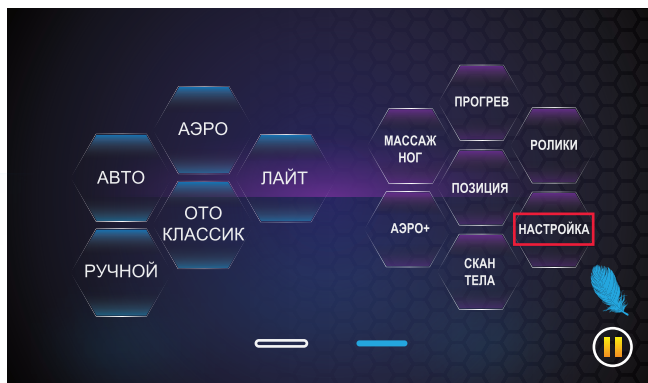 АЭРО
АВТО
ЛАЙТ
ОТО
КЛАССИК
РУЧНОЙ
ПРОГРЕВ
МАССАЖ
НОГ
РОЛИКИ
ПОЗИЦИЯ
АЭРО+
НАСТРОЙКА
СКАН
ТЕЛА